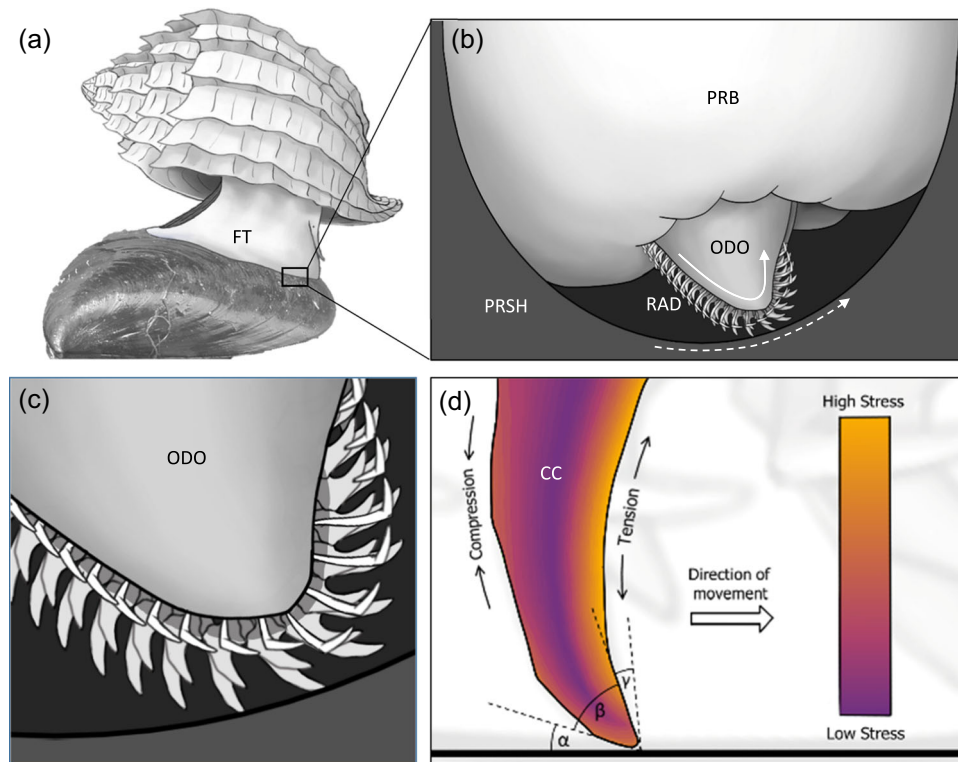 (a)
FT
(b)
PRB
ODO
RAD
PRSH
(c)
ODO
(d)
CC
Compression
Tension
Direction of
movement
High Stress
Low Stress
α
β
γ